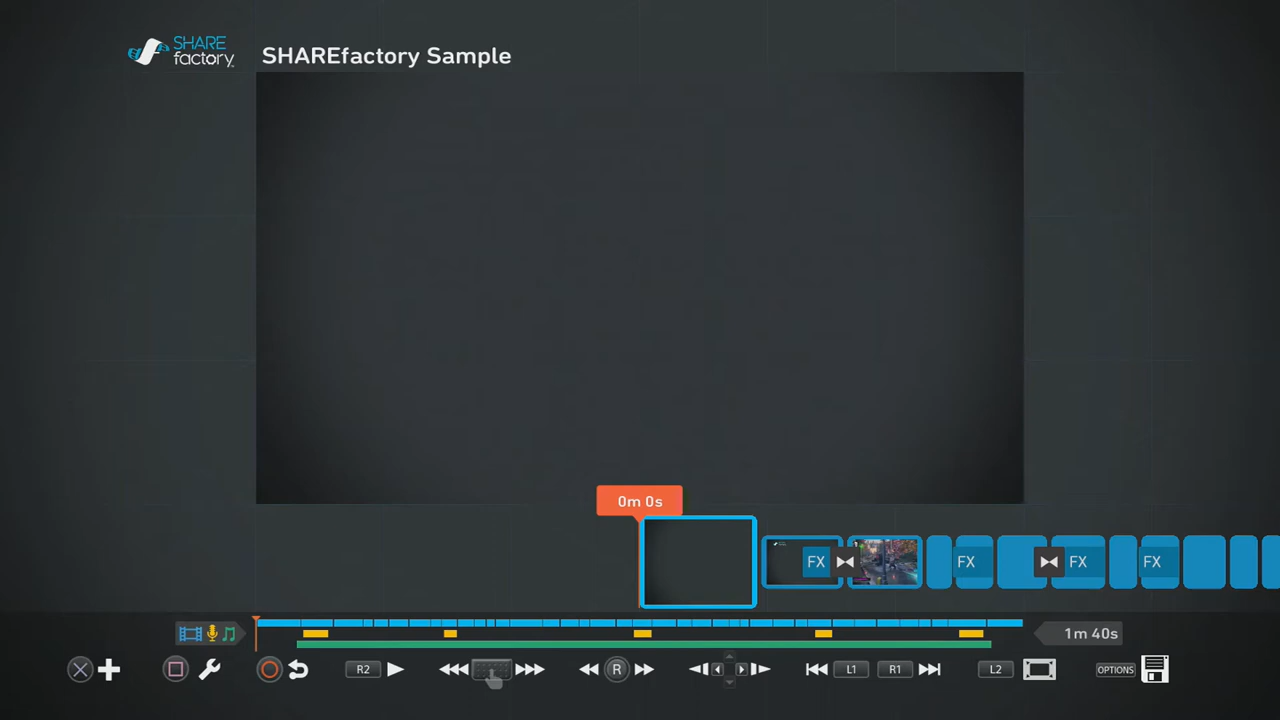 SHARE
factory
SHAREfactory Sample
0m 0s
FX
FX
FX
FX
1m 40s
R2
R
L1
R1
L2
OPTIONS